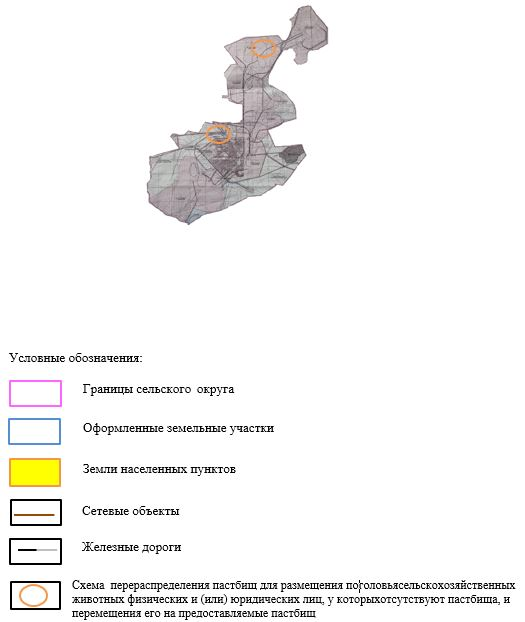 Условные обозначения:
Границы сельского округа
Оформленные земельные участки
Земли населенных пунктов
Сетевые объекты
Железные дороги
Схема перераспределения пастбищ для размещения поголовьясельскохозяйственных
животных физических и (или) юридических лиц, у которыхотсутствуют пастбища, и
перемещения его на предоставляемые пастбищ